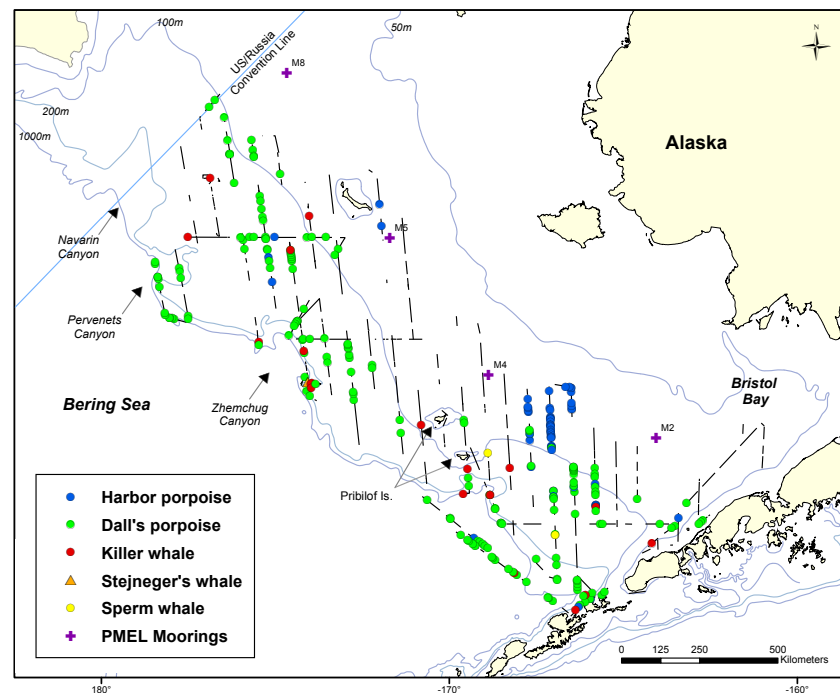 100m
50m
N
US/Russia
Convention Line
M8
200m
1000m
Alaska
M5
Navarin
Canyon
Pervenets
Canyon
M4
Bristol
Bay
Bering Sea
Zhemchug
Canyon
M2
Pribilof Is.
Harbor porpoise
Dall's porpoise
Killer whale
Stejneger's whale
Sperm whale
PMEL Moorings
0 125 250 500
Kilometers
180° -170° -160°